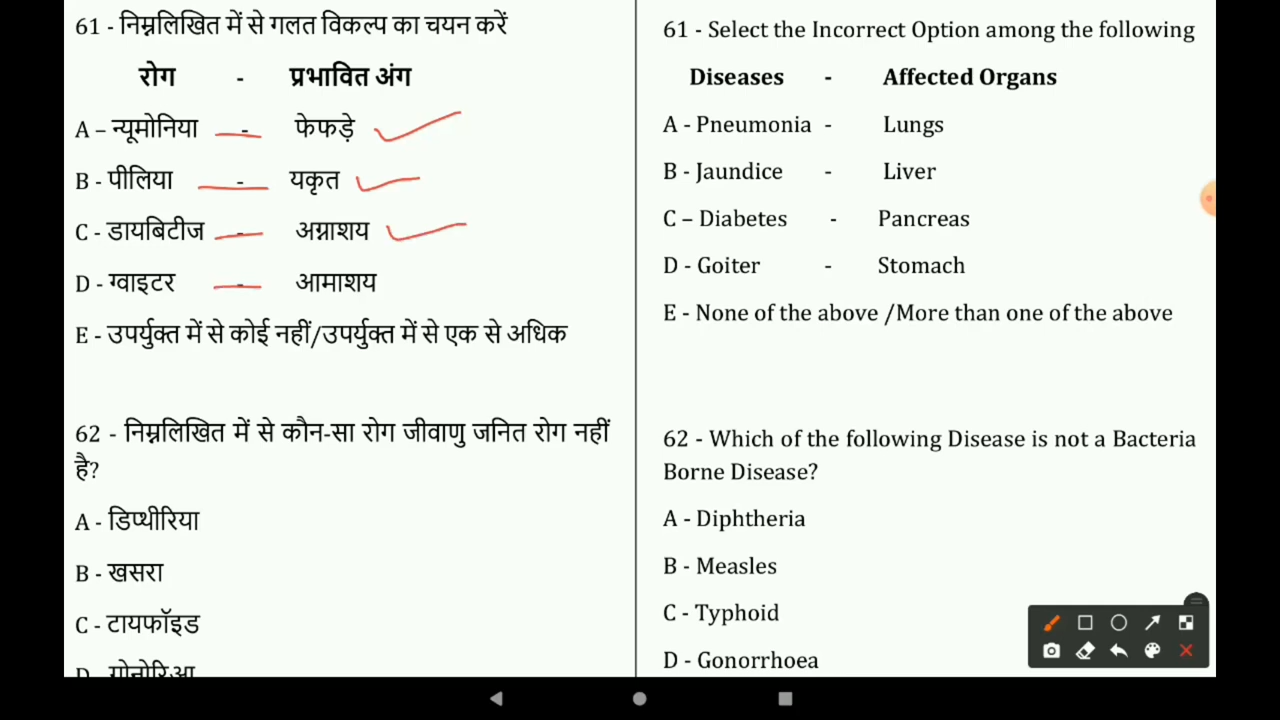 61 - निम्नलिखित में से गलत विकल्प का चयन करें
रोग - प्रभावित अंग
A – न्यूमोनिया - फेफड़े
B - पीलिया - यकृत
C - डायबिटीज - अग्नाशय
D - ग्वाइटर - आमाशय
E - उपर्युक्त में से कोई नहीं/उपर्युक्त में से एक से अधिक
62 - निम्नलिखित में से कौन-सा रोग जीवाणु जनित रोग नहीं
है?
A - डिप्थीरिया
B - खसरा
C - टायफॉइड
D - गोनोरिआ
61 - Select the Incorrect Option among the following
Diseases - Affected Organs
A - Pneumonia - Lungs
B - Jaundice - Liver
C – Diabetes - Pancreas
D - Goiter - Stomach
E - None of the above /More than one of the above
62 - Which of the following Disease is not a Bacteria
Borne Disease?
A - Diphtheria
B - Measles
C - Typhoid
D - Gonorrhoea